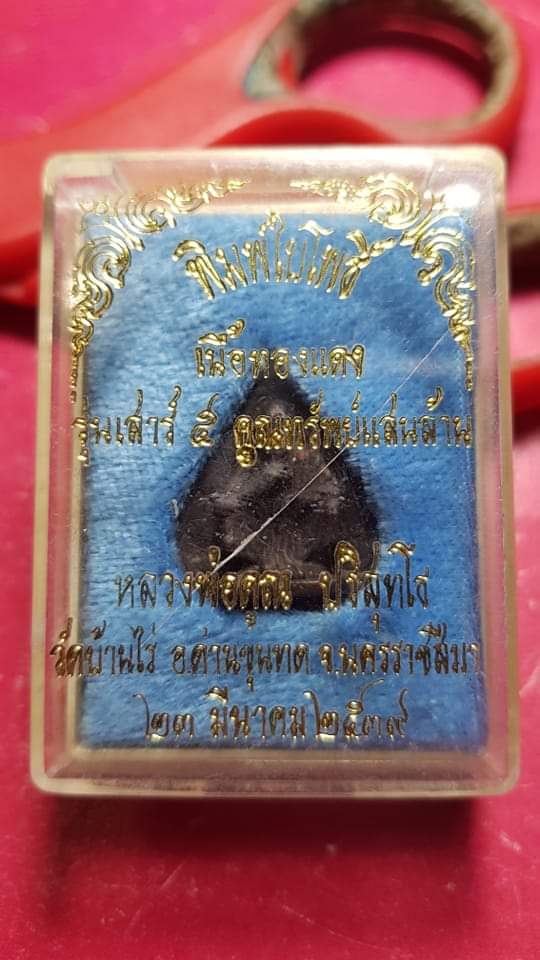 พิมพ์ใบโพธิ์
เนื้อทองแดง
รุ่นเสาร์ ๕ คูณทรัพย์แสนล้าน
หลวงพ่อคูณ ปริสุทโธ
วัดบ้านไร่ อ.ด่านขุนทด จ.นครราชสีมา
๒๓ มีนาคม ๒๕๓๙